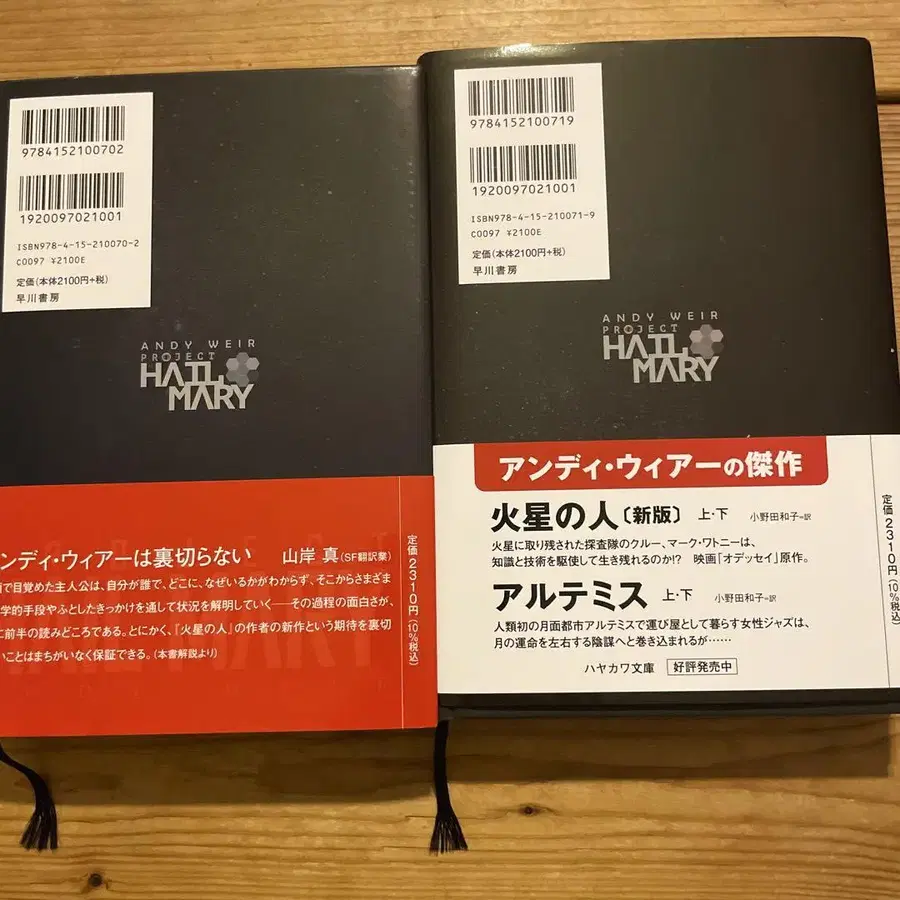 9784152100702
1920097021001
ISBN978-4-15-210070-2
C0097 ¥2100E
定価(本体2100円+税)
早川書房
ANDY WEIR
PROJECT
HAIL
MARY
ンディ・ウィアーは裏切らない 山岸 真(SF翻訳業)
で目覚めた主人公は、自分が誰で、どこに、なぜいるかがわからず、そこからさまざま
学的手段やふとしたきっかけを通して状況を解明していく——その過程の面白さが、
に前半の読みどころである。とにかく、『火星の人』の作者の新作という期待を裏切
いことはまちがいなく保証できる。(本書解説より)
定価2310円(10%税込)
9784152100719
1920097021001
ISBN978-4-15-210071-9
C0097 ¥2100E
定価(本体2100円+税)
早川書房
ANDY WEIR
PROJECT
HAIL
MARY
アンディ・ウィアーの傑作
火星の人〔新版〕 上・下 小野田和子=訳
火星に取り残された探査隊のクルー、マーク・ワトニーは、
知識と技術を駆使して生き残れるのか!? 映画「オデッセイ」原作。
アルテミス 上・下 小野田和子=訳
人類初の月面都市アルテミスで運び屋として暮らす女性ジャズは、
月の運命を左右する陰謀へと巻き込まれるが……
ハヤカワ文庫 好評発売中
定価2310円(10%税込)